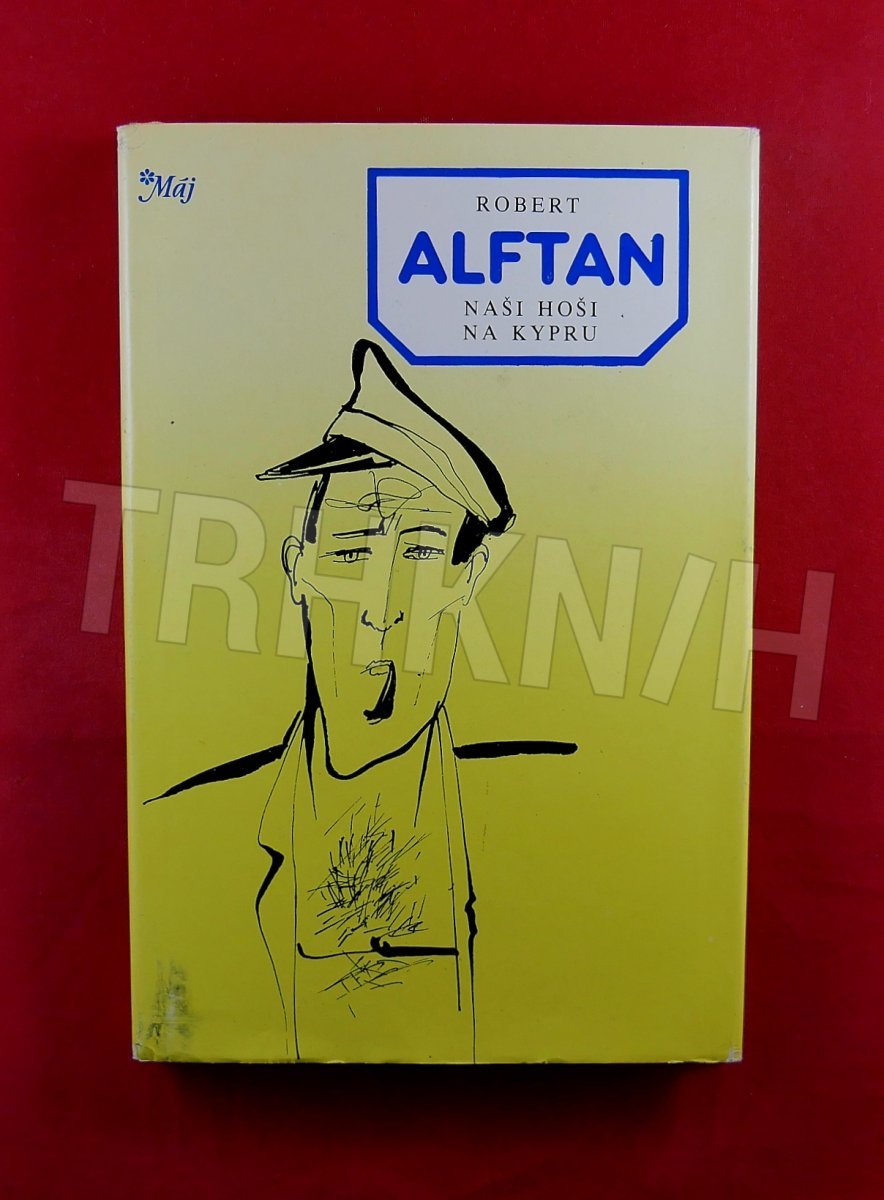 *Máj
ROBERT
ALFTAN
NAŠI HOŠI
NA KYPRU
TRHKNIH